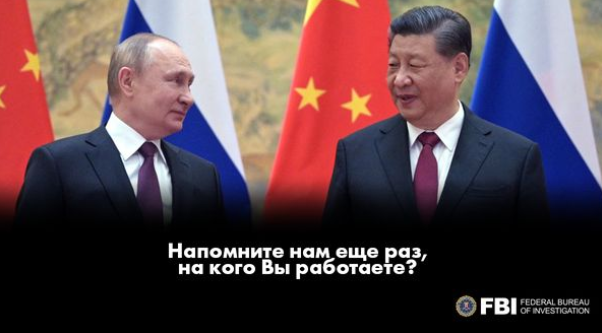 Напомните нам еще раз,
на кого Вы работаете?
FBI
FEDERAL BUREAU
OF INVESTIGATION